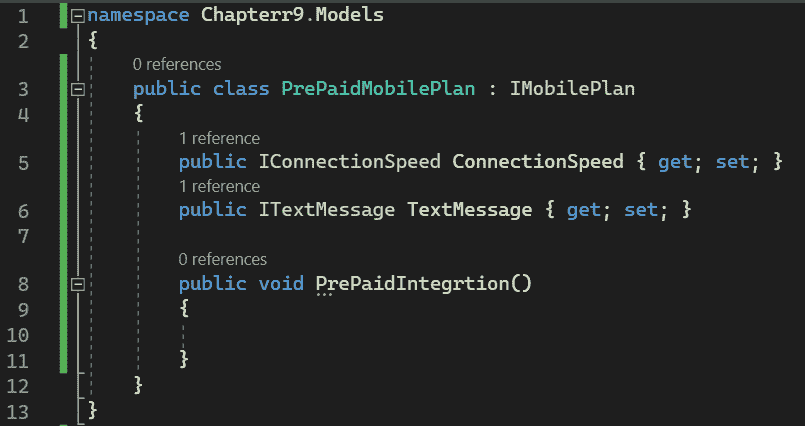 1 namespace Chapterr9.Models
2 {
0 references
3 public class PrePaidMobilePlan : IMobilePlan
4 {
1 reference
5 public IConnectionSpeed ConnectionSpeed { get; set; }
1 reference
6 public ITextMessage TextMessage { get; set; }
7
0 references
8 public void PrePaidIntegrtion()
9 {
10
11 }
12 }
13 }